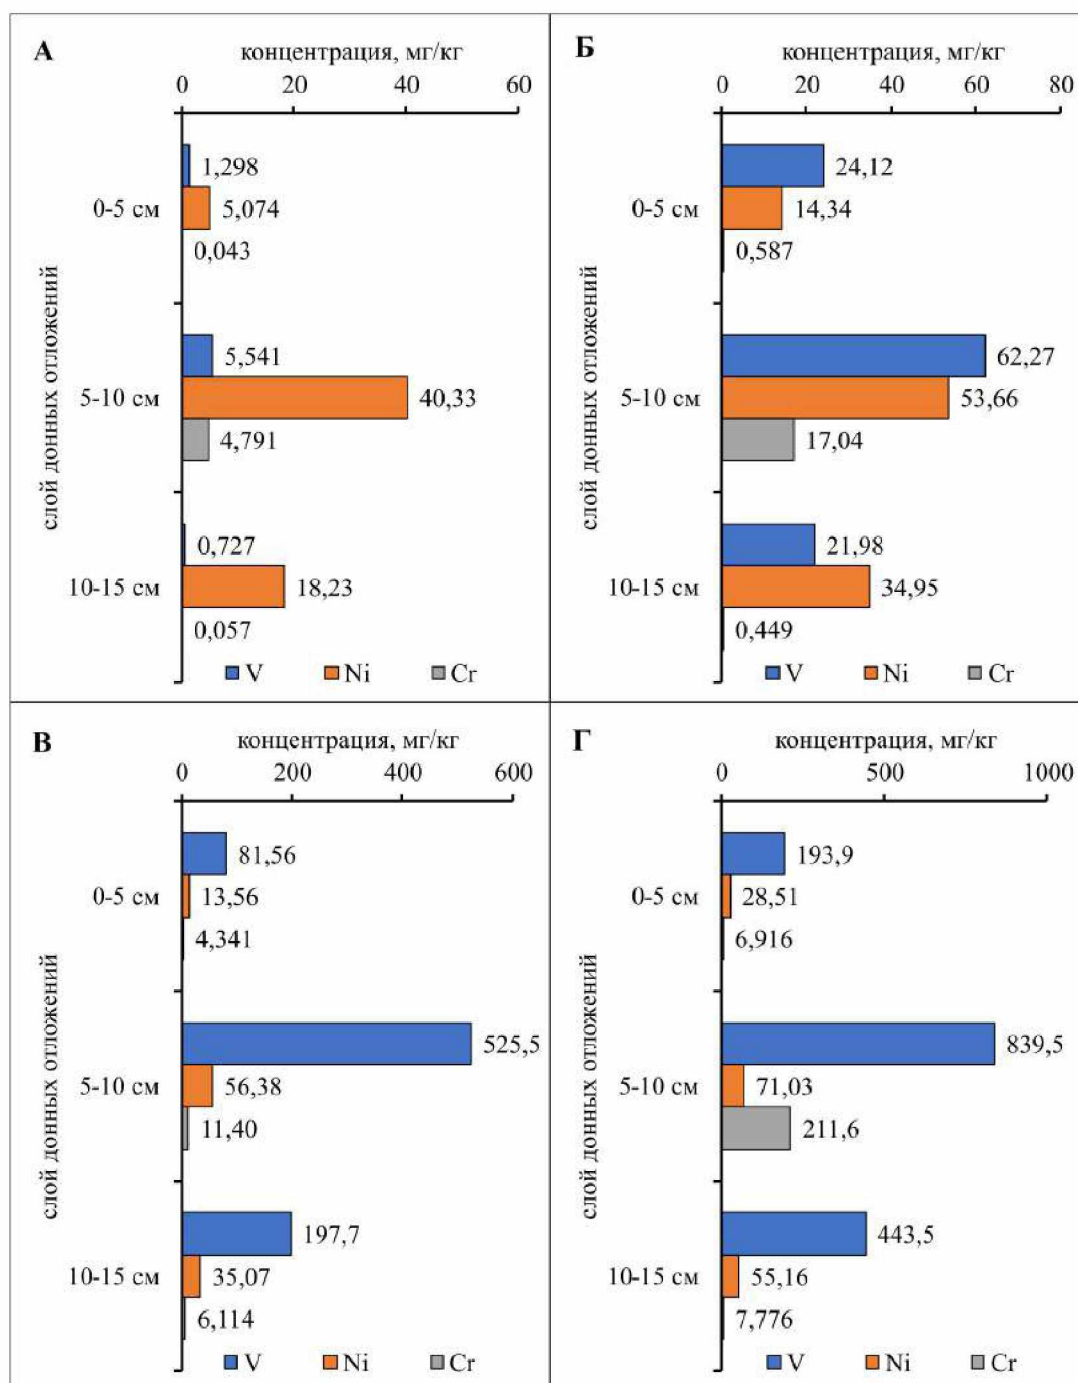 А
концентрация, мг/кг
0 20 40 60
слой донных отложений
0-5 см
1,298
5,074
0,043
5-10 см
5,541
40,33
4,791
10-15 см
0,727
18,23
0,057
V Ni Cr
Б
концентрация, мг/кг
0 20 40 60 80
слой донных отложений
0-5 см
24,12
14,34
0,587
5-10 см
62,27
53,66
17,04
10-15 см
21,98
34,95
0,449
V Ni Cr
В
концентрация, мг/кг
0 200 400 600
слой донных отложений
0-5 см
81,56
13,56
4,341
5-10 см
525,5
56,38
11,40
10-15 см
197,7
35,07
6,114
V Ni Cr
Г
концентрация, мг/кг
0 500 1000
слой донных отложений
0-5 см
193,9
28,51
6,916
5-10 см
839,5
71,03
211,6
10-15 см
443,5
55,16
7,776
V Ni Cr